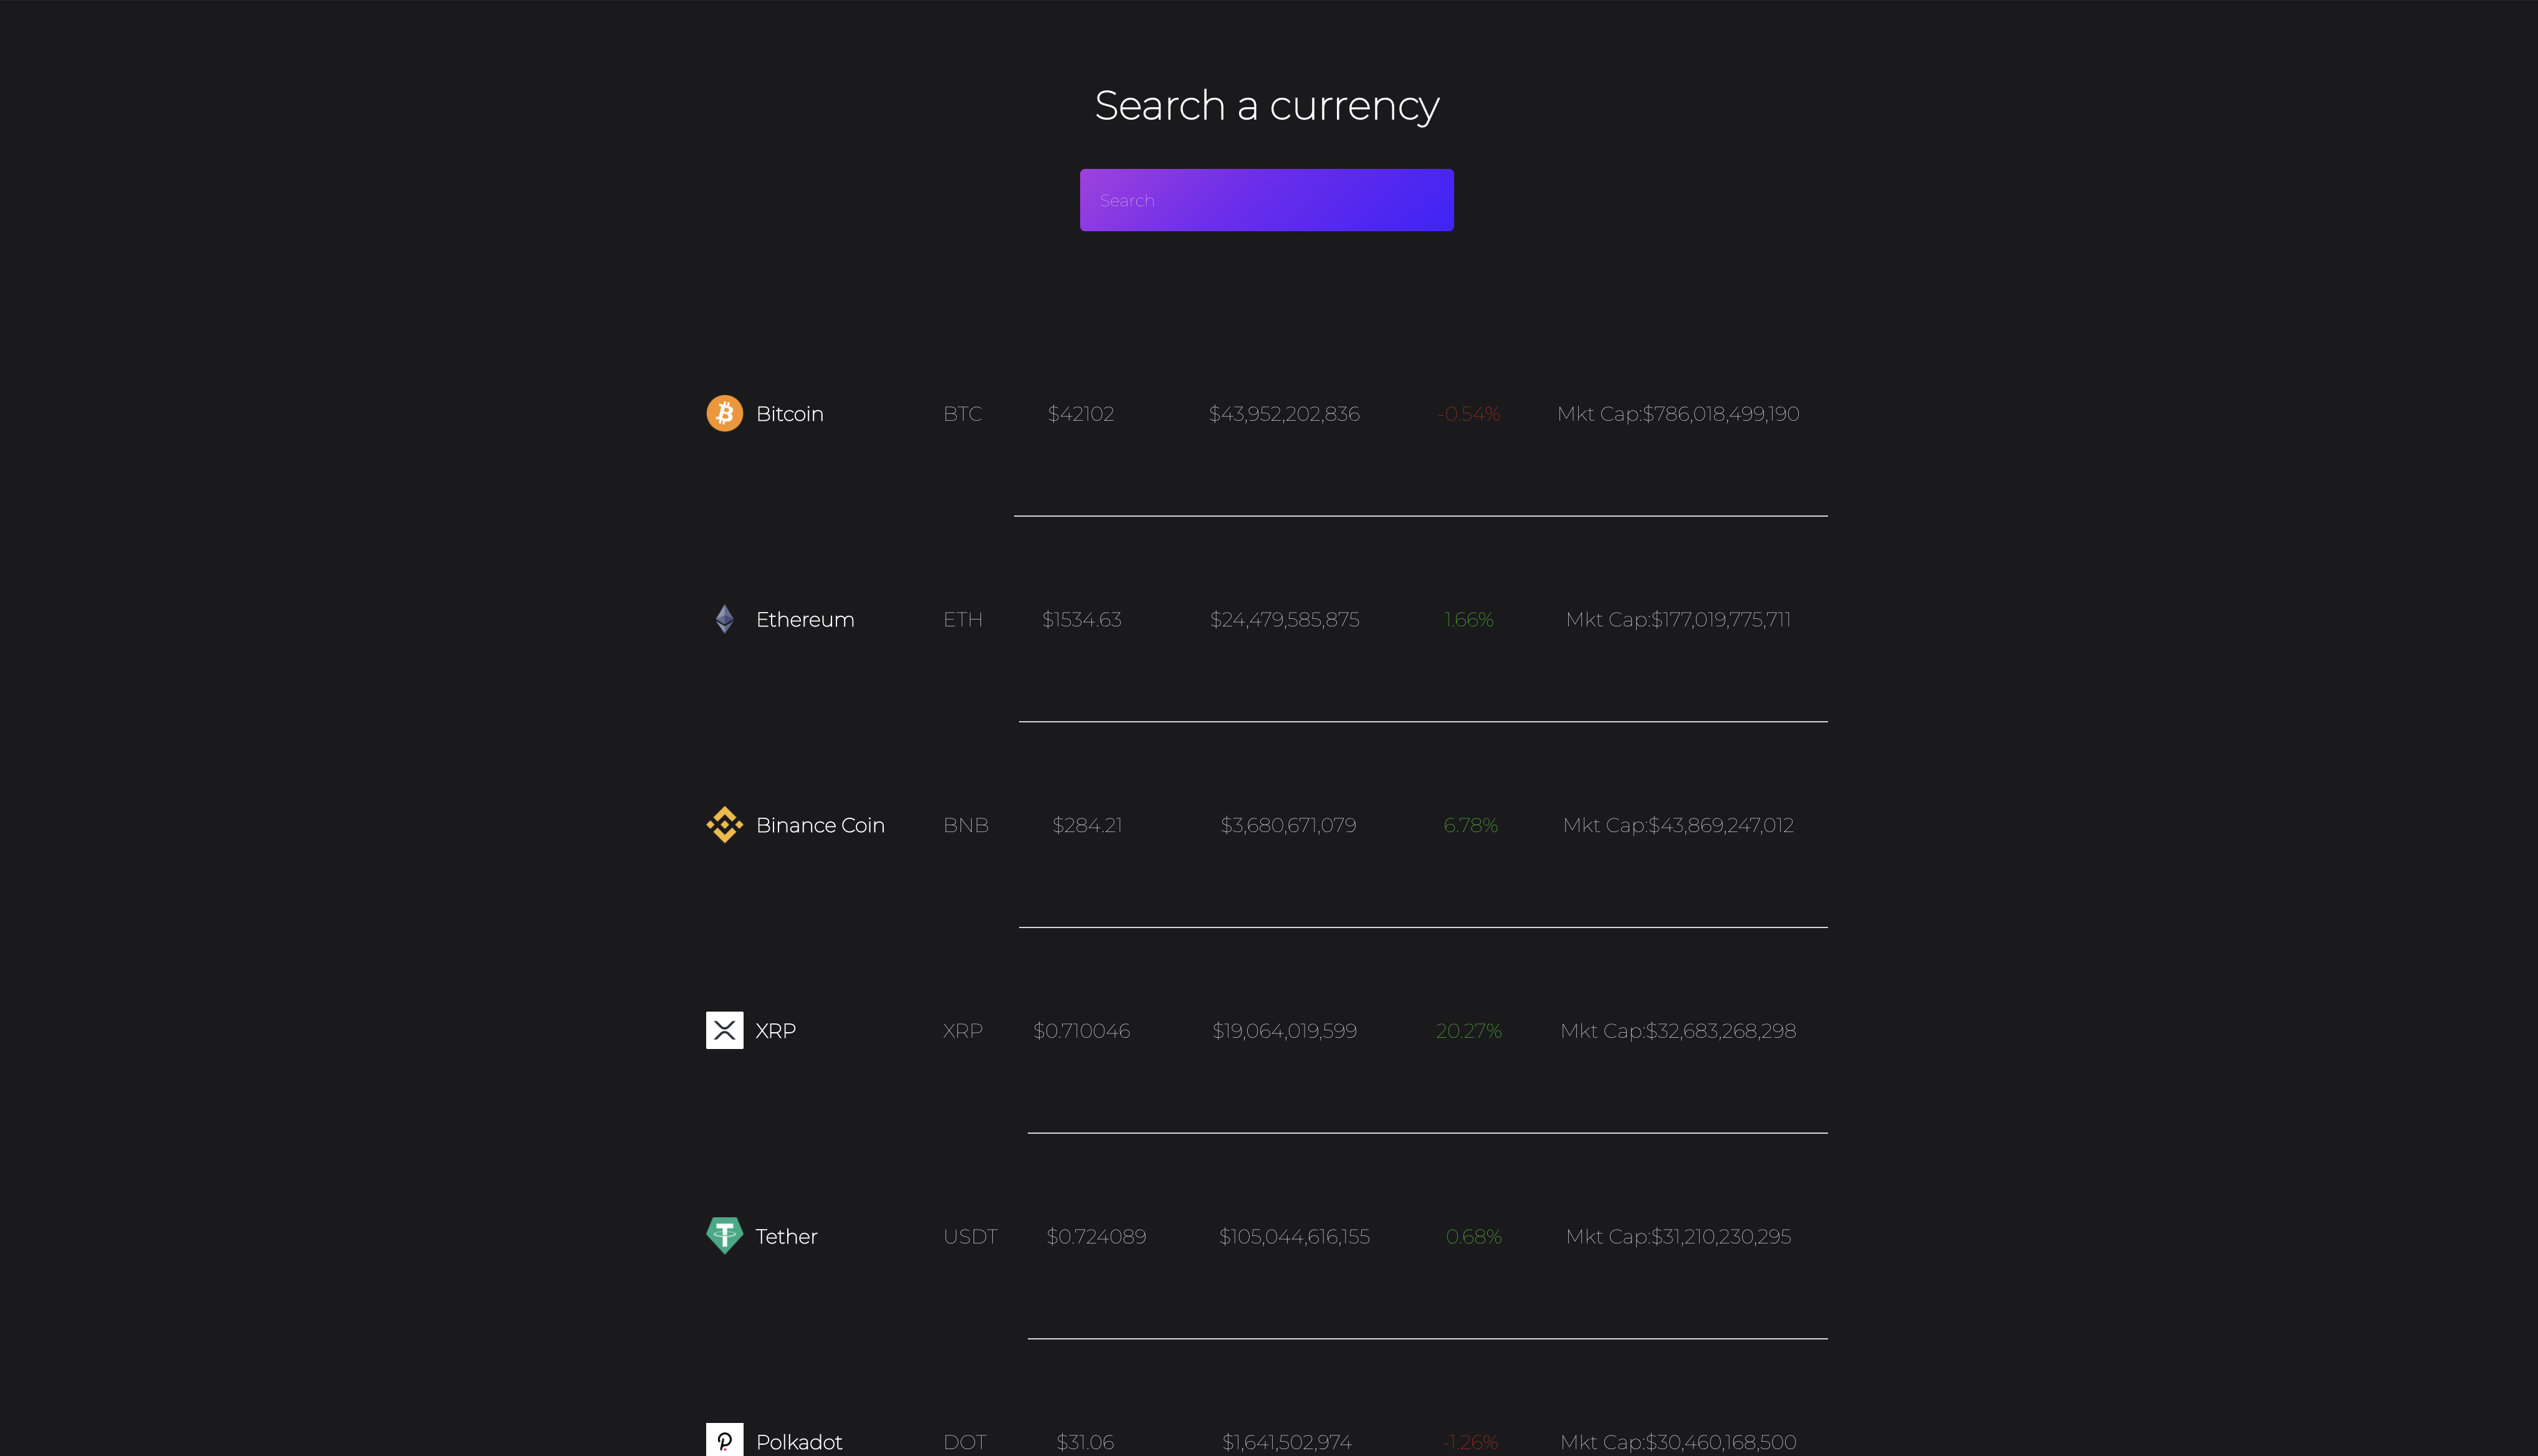 Search a currency
Search
Bitcoin BTC $42102 $43,952,202,836 -0.54% Mkt Cap:$786,018,499,190
Ethereum ETH $1534.63 $24,479,585,875 1.66% Mkt Cap:$177,019,775,711
Binance Coin BNB $284.21 $3,680,671,079 6.78% Mkt Cap:$43,869,247,012
XRP XRP $0.710046 $19,064,019,599 20.27% Mkt Cap:$32,683,268,298
Tether USDT $0.724089 $105,044,616,155 0.68% Mkt Cap:$31,210,230,295
Polkadot DOT $31.06 $1,641,502,974 -1.26% Mkt Cap:$30,460,168,500